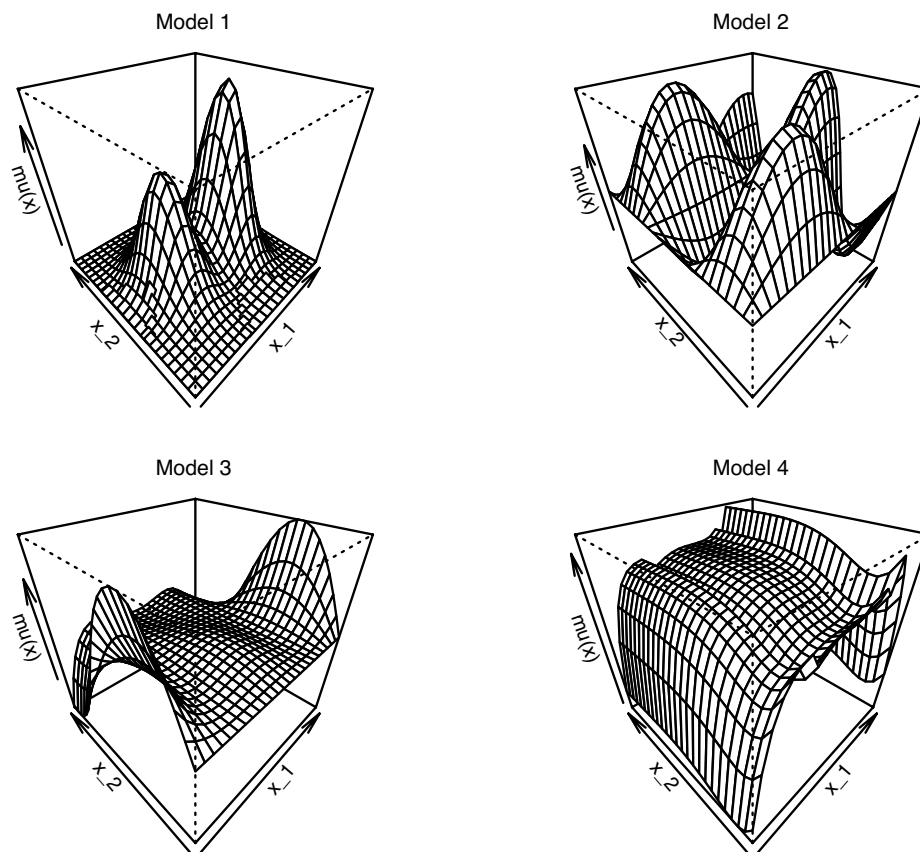 Model 1
mu(x)
x_2
x_1
Model 2
mu(x)
x_2
x_1
Model 3
mu(x)
x_2
x_1
Model 4
mu(x)
x_2
x_1